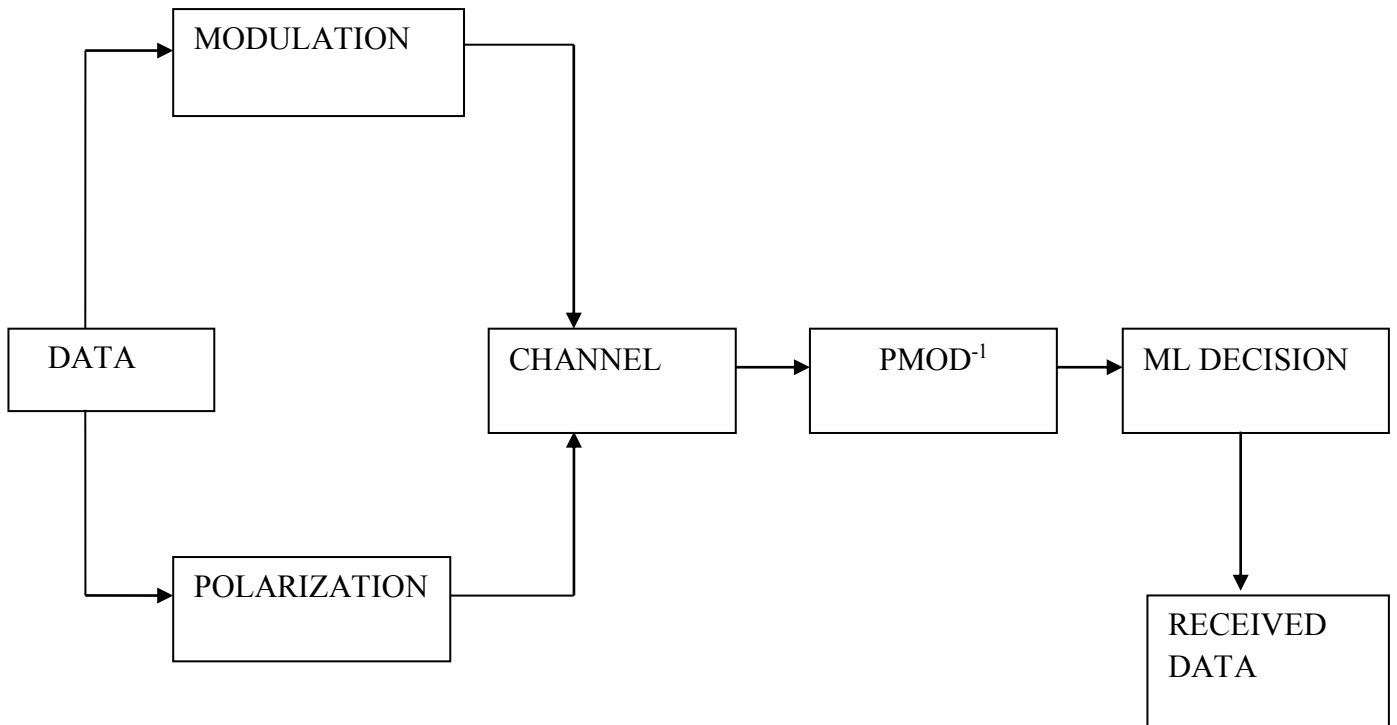 MODULATION
DATA
CHANNEL
PMOD⁻¹
ML DECISION
POLARIZATION
RECEIVED
DATA